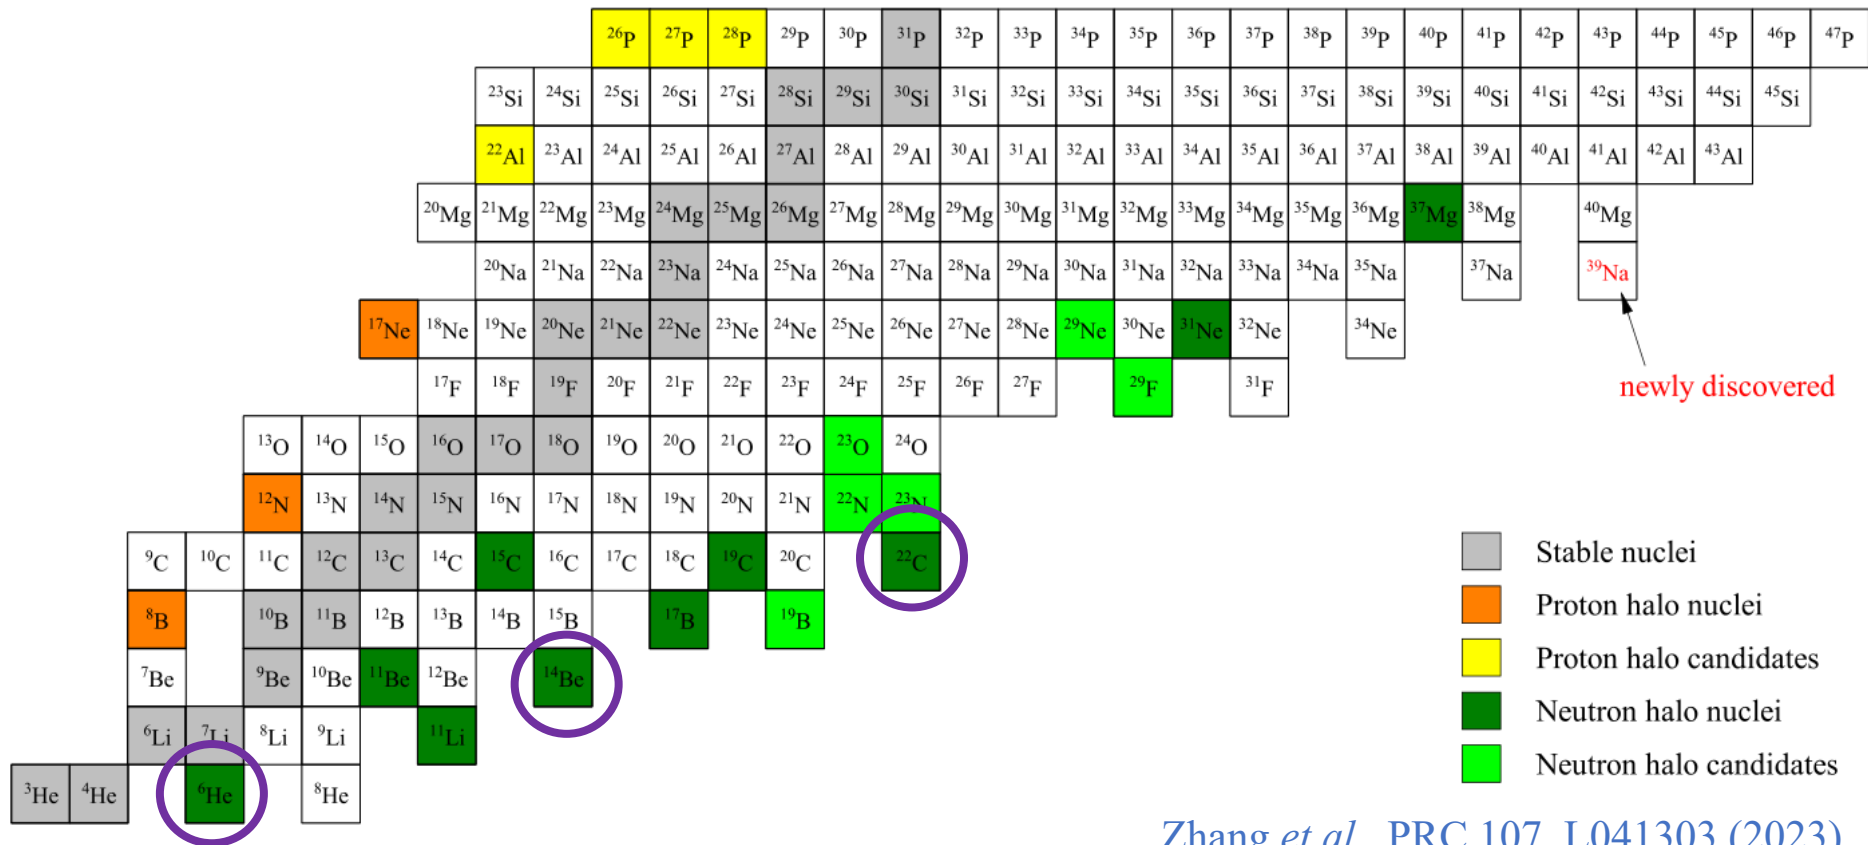 ²⁶P ²⁷P ²⁸P ²⁹P ³⁰P ³¹P ³²P ³³P ³⁴P ³⁵P ³⁶P ³⁷P ³⁸P ³⁹P ⁴⁰P ⁴¹P ⁴²P ⁴³P ⁴⁴P ⁴⁵P ⁴⁶P ⁴⁷P
²³Si ²⁴Si ²⁵Si ²⁶Si ²⁷Si ²⁸Si ²⁹Si ³⁰Si ³¹Si ³²Si ³³Si ³⁴Si ³⁵Si ³⁶Si ³⁷Si ³⁸Si ³⁹Si ⁴⁰Si ⁴¹Si ⁴²Si ⁴³Si ⁴⁴Si ⁴⁵Si
²²Al ²³Al ²⁴Al ²⁵Al ²⁶Al ²⁷Al ²⁸Al ²⁹Al ³⁰Al ³¹Al ³²Al ³³Al ³⁴Al ³⁵Al ³⁶Al ³⁷Al ³⁸Al ³⁹Al ⁴⁰Al ⁴¹Al ⁴²Al ⁴³Al
²⁰Mg ²¹Mg ²²Mg ²³Mg ²⁴Mg ²⁵Mg ²⁶Mg ²⁷Mg ²⁸Mg ²⁹Mg ³⁰Mg ³¹Mg ³²Mg ³³Mg ³⁴Mg ³⁵Mg ³⁶Mg ³⁷Mg ³⁸Mg ⁴⁰Mg
²⁰Na ²¹Na ²²Na ²³Na ²⁴Na ²⁵Na ²⁶Na ²⁷Na ²⁸Na ²⁹Na ³⁰Na ³¹Na ³²Na ³³Na ³⁴Na ³⁵Na ³⁷Na ³⁹Na
¹⁷Ne ¹⁸Ne ¹⁹Ne ²⁰Ne ²¹Ne ²²Ne ²³Ne ²⁴Ne ²⁵Ne ²⁶Ne ²⁷Ne ²⁸Ne ²⁹Ne ³⁰Ne ³¹Ne ³²Ne ³⁴Ne
¹⁷F ¹⁸F ¹⁹F ²⁰F ²¹F ²²F ²³F ²⁴F ²⁵F ²⁶F ²⁷F ²⁹F ³¹F
newly discovered
¹³O ¹⁴O ¹⁵O ¹⁶O ¹⁷O ¹⁸O ¹⁹O ²⁰O ²¹O ²²O ²³O ²⁴O
¹²N ¹³N ¹⁴N ¹⁵N ¹⁶N ¹⁷N ¹⁸N ¹⁹N ²⁰N ²¹N ²²N ²³N
⁹C ¹⁰C ¹¹C ¹²C ¹³C ¹⁴C ¹⁵C ¹⁶C ¹⁷C ¹⁸C ¹⁹C ²⁰C ²²C
⁸B ¹⁰B ¹¹B ¹²B ¹³B ¹⁴B ¹⁵B ¹⁷B ¹⁹B
⁷Be ⁹Be ¹⁰Be ¹¹Be ¹²Be ¹⁴Be
⁶Li ⁷Li ⁸Li ⁹Li ¹¹Li
³He ⁴He ⁶He ⁸He
Stable nuclei
Proton halo nuclei
Proton halo candidates
Neutron halo nuclei
Neutron halo candidates
Zhang et al., PRC 107, L041303 (2023)